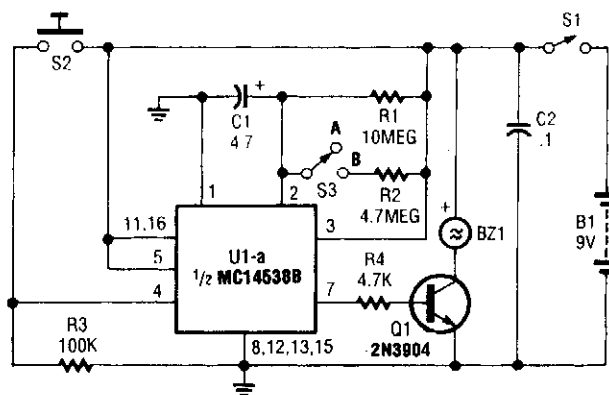 S1
S2
+
C1
4 7
R1
10MEG
A
B
S3
R2
4.7MEG
C2
.1
1
2
11,16
3
5
U1-a
1/2 MC14538B
4
7
R4
4.7K
+
BZ1
B1
9V
Q1
2N3904
R3
100K
8,12,13,15